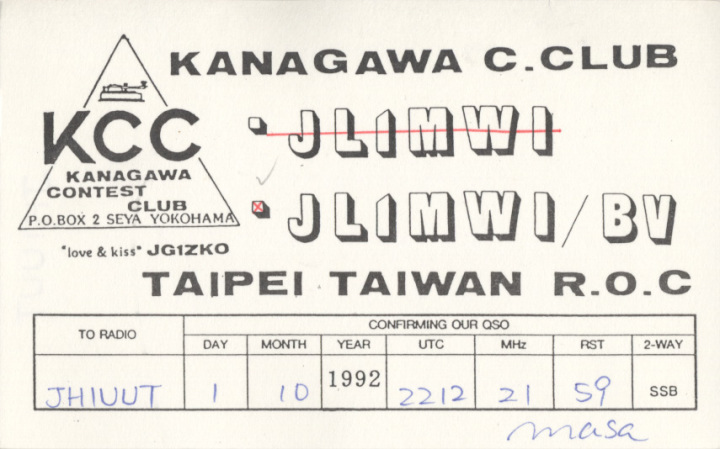 KANAGAWA C.CLUB
KCC
KANAGAWA
CONTEST
CLUB
P.O.BOX 2 SEYA YOKOHAMA
"love & kiss" JG1ZKO
JL1MWI
JL1MWI/BV
TAIPEI TAIWAN R.O.C
TO RADIO
CONFIRMING OUR QSO
DAY MONTH YEAR UTC MHz RST 2-WAY
JH1UUT 1 10 1992 2212 21 59 SSB
masa